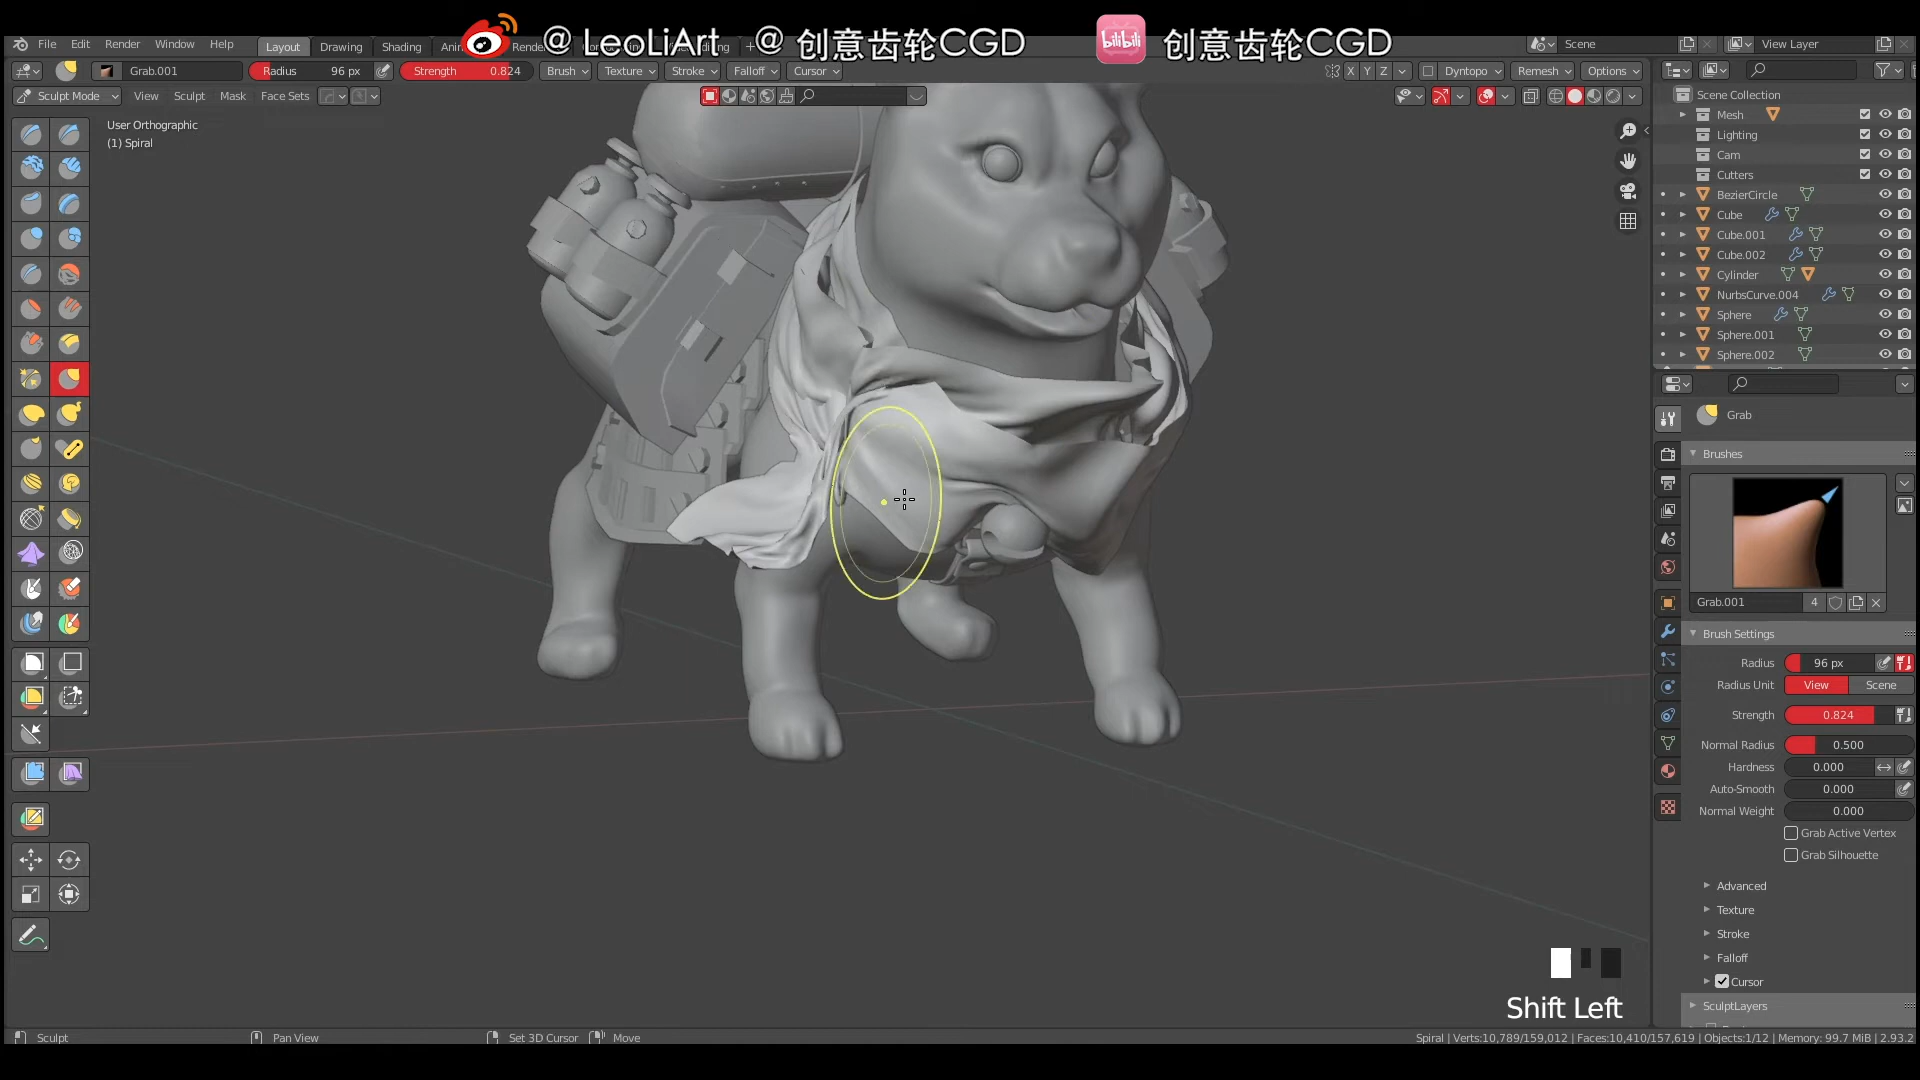 @ LeoLiArt @ 创意齿轮CGD bilibili 创意齿轮CGD
File Edit Render Window Help Layout Drawing Shading Scene View Layer
Grab.001 Radius 96 px Strength 0.824 Brush Texture Stroke Falloff Cursor X Y Z Dyntopo Remesh Options
Sculpt Mode View Sculpt Mask Face Sets
User Orthographic
(1) Spiral
Scene Collection
Mesh
Lighting
Cam
Cutters
BezierCircle
Cube
Cube.001
Cube.002
Cylinder
NurbsCurve.004
Sphere
Sphere.001
Sphere.002
Grab
Brushes
Grab.001 4
Brush Settings
Radius 96 px
Radius Unit View Scene
Strength 0.824
Normal Radius 0.500
Hardness 0.000
Auto-Smooth 0.000
Normal Weight 0.000
Grab Active Vertex
Grab Silhouette
Advanced
Texture
Stroke
Falloff
Cursor
SculptLayers
Shift Left
Sculpt Pan View Set 3D Cursor Move Spiral | Verts:10,789/159,012 | Faces:10,410/157,619 | Objects:1/12 | Memory: 99.7 MiB | 2.93.2